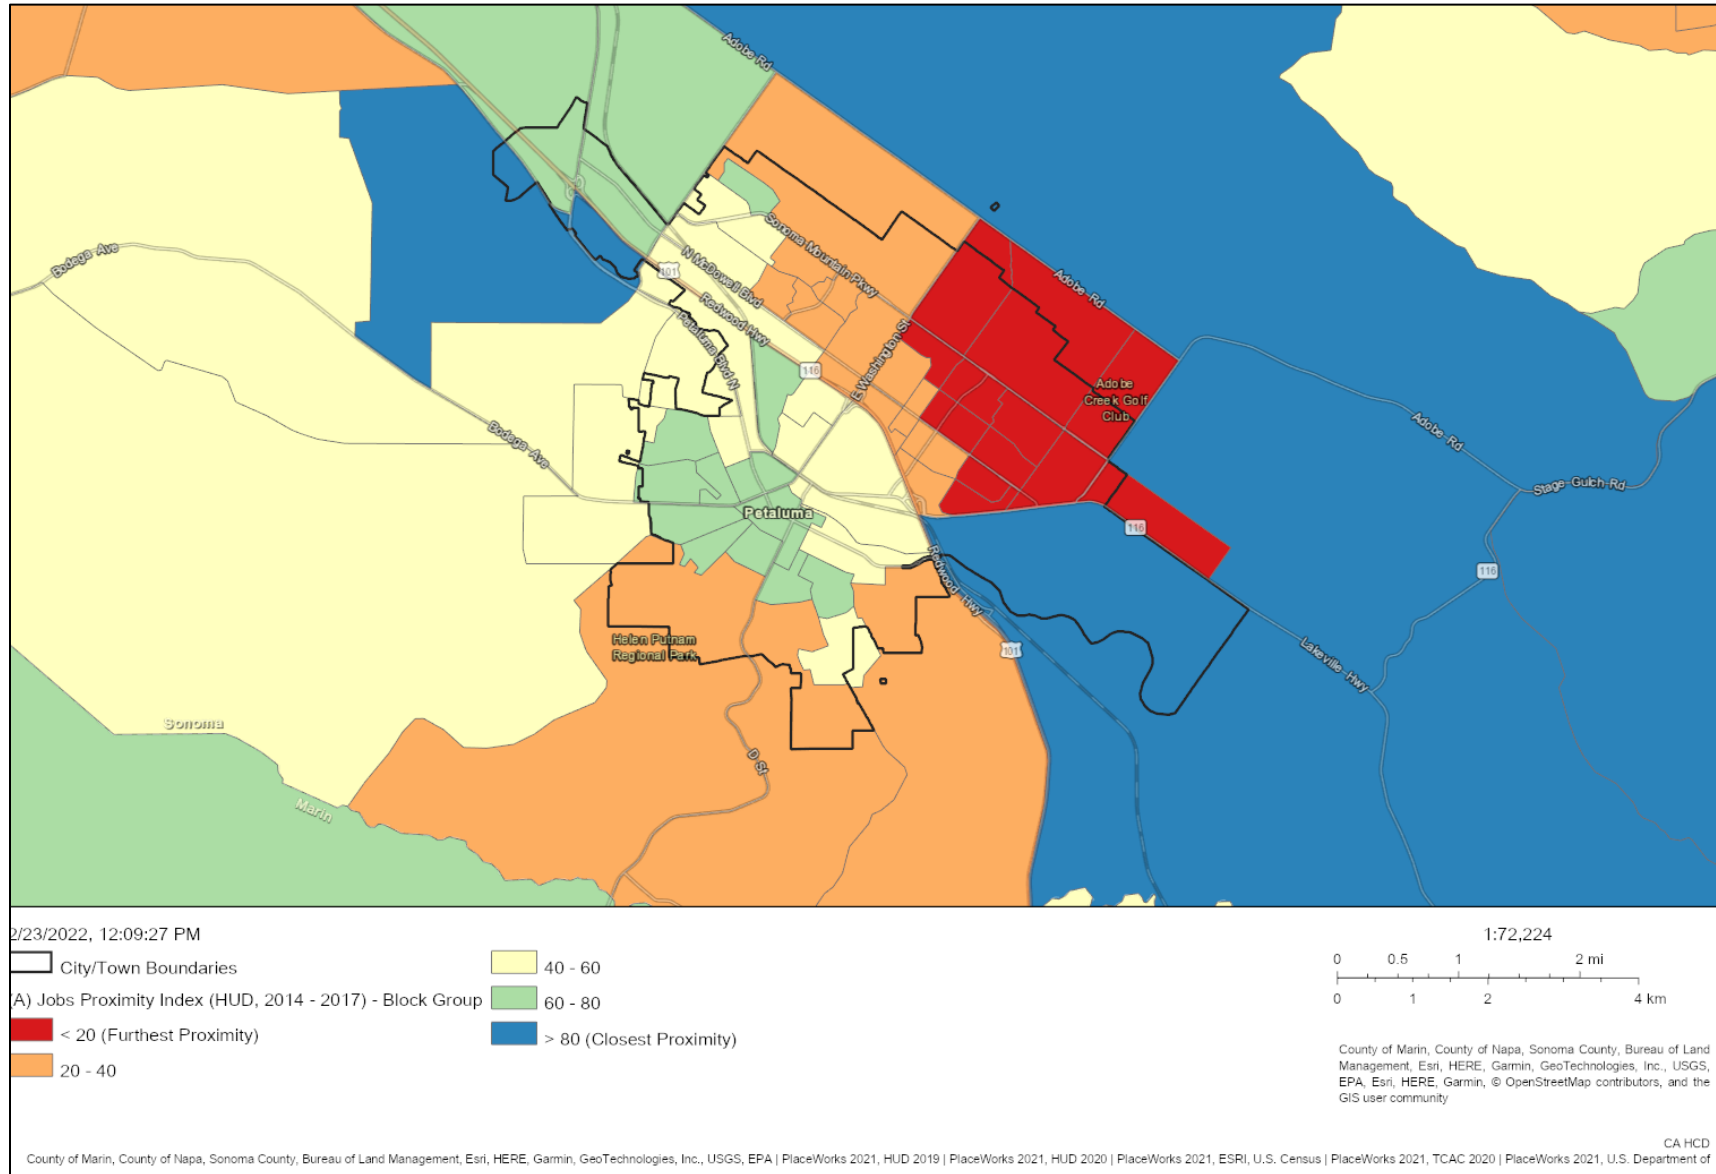 Adobe Rd
Bodega Ave
Sonoma Mountain Pkwy
N McDowell Blvd
101
Redwood Hwy
Petaluma Blvd N
116
E Washington St
Adobe Rd
Adobe
Creek Golf
Club
Adobe Rd
Bodega Ave
Stage Gulch Rd
Petaluma
116
116
Redwood Hwy
Helen Putnam
Regional Park
101
Lakeville Hwy
Sonoma
D St
Marin
2/23/2022, 12:09:27 PM
City/Town Boundaries
A) Jobs Proximity Index (HUD, 2014 - 2017) - Block Group
< 20 (Furthest Proximity)
20 - 40
40 - 60
60 - 80
> 80 (Closest Proximity)
1:72,224
0 0.5 1 2 mi
0 1 2 4 km
County of Marin, County of Napa, Sonoma County, Bureau of Land
Management, Esri, HERE, Garmin, GeoTechnologies, Inc., USGS,
EPA, Esri, HERE, Garmin, © OpenStreetMap contributors, and the
GIS user community
CA HCD
County of Marin, County of Napa, Sonoma County, Bureau of Land Management, Esri, HERE, Garmin, GeoTechnologies, Inc., USGS, EPA | PlaceWorks 2021, HUD 2019 | PlaceWorks 2021, HUD 2020 | PlaceWorks 2021, ESRI, U.S. Census | PlaceWorks 2021, TCAC 2020 | PlaceWorks 2021, U.S. Department of